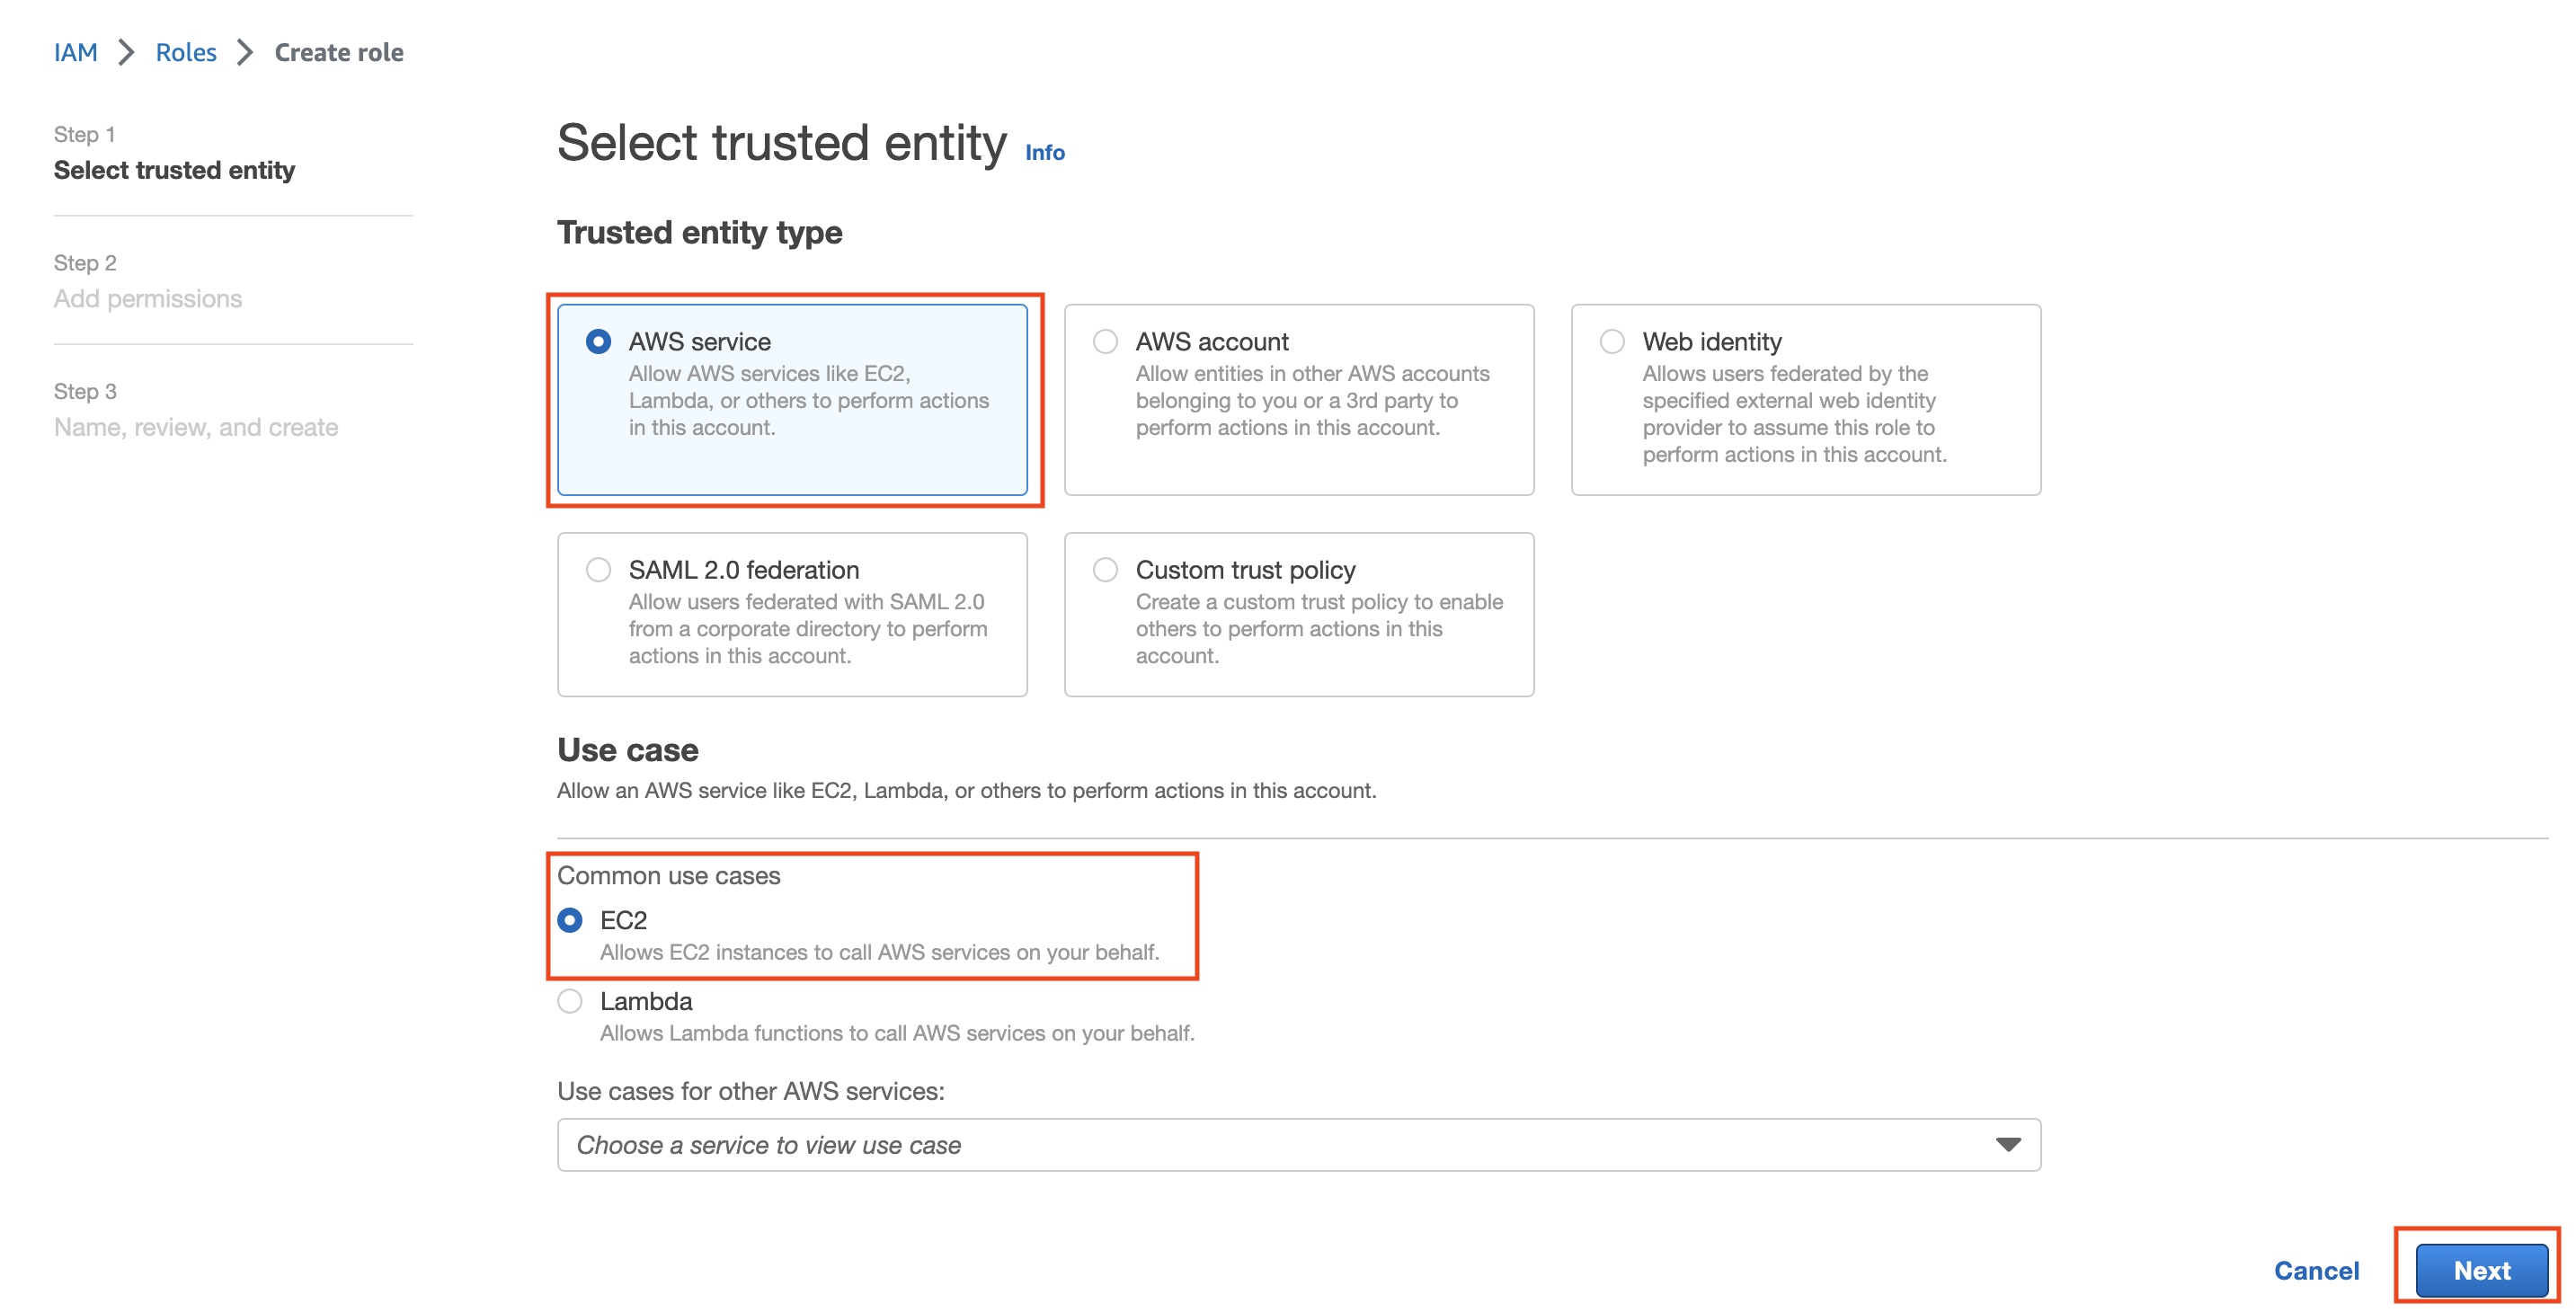 IAM > Roles > Create role
Step 1
Select trusted entity
Step 2
Add permissions
Step 3
Name, review, and create
Select trusted entity Info
Trusted entity type
AWS service
Allow AWS services like EC2,
Lambda, or others to perform actions
in this account.
AWS account
Allow entities in other AWS accounts
belonging to you or a 3rd party to
perform actions in this account.
Web identity
Allows users federated by the
specified external web identity
provider to assume this role to
perform actions in this account.
SAML 2.0 federation
Allow users federated with SAML 2.0
from a corporate directory to perform
actions in this account.
Custom trust policy
Create a custom trust policy to enable
others to perform actions in this
account.
Use case
Allow an AWS service like EC2, Lambda, or others to perform actions in this account.
Common use cases
EC2
Allows EC2 instances to call AWS services on your behalf.
Lambda
Allows Lambda functions to call AWS services on your behalf.
Use cases for other AWS services:
Choose a service to view use case
Cancel Next